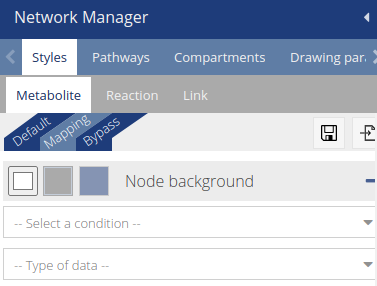 Network Manager
Styles Pathways Compartments Drawing par
Metabolite Reaction Link
Default Mapping Bypass
Node background
-- Select a condition --
-- Type of data --